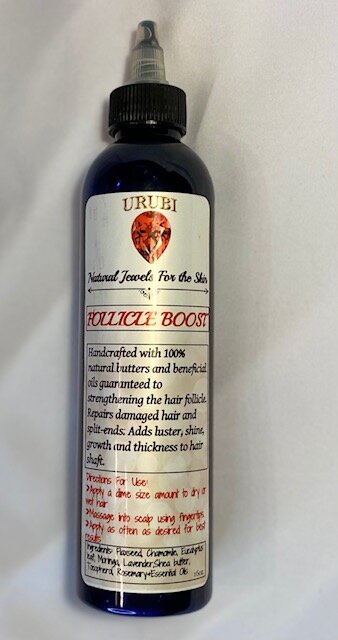 URUBI
Natural Jewels For the Skin
FOLLICLE BOOST
Handcrafted with 100%
natural butters and beneficial
oils guaranteed to
strengthening the hair follicle.
Repairs damaged hair and
split-ends. Adds luster, shine,
growth and thickness to hair
shaft.
Directions For Use:
>Apply a dime size amount to dry or
wet hair
>Massage into scalp using fingertips.
>Apply as often as desired for best
results
Ingredients: Flaxseed, Chamomile, Eucalyptus
leaf, Moringa, Lavender,Shea butter,
Tocopherol, Rosemary+Essential Oils